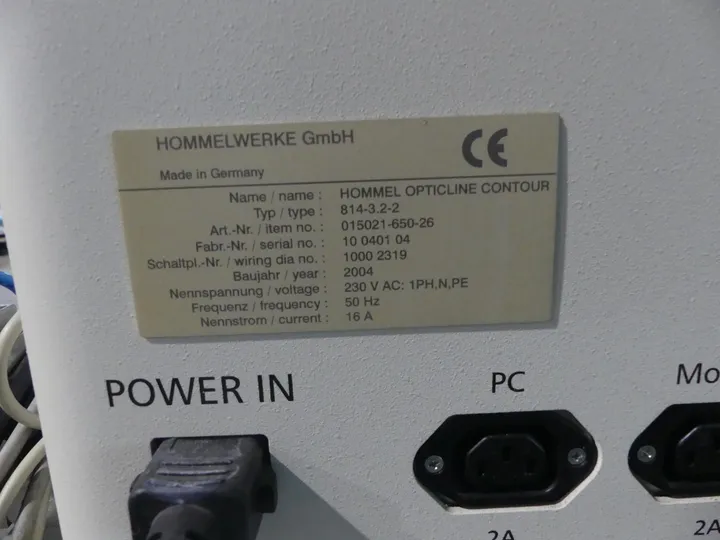 HOMMELWERKE GmbH
CE
Made in Germany
Name / name : HOMMEL OPTICLINE CONTOUR
Typ / type : 814-3.2-2
Art.-Nr. / item no. : 015021-650-26
Fabr.-Nr. / serial no. : 10 0401 04
Schaltpl.-Nr. / wiring dia no. : 1000 2319
Baujahr / year : 2004
Nennspannung / voltage : 230 V AC: 1PH,N,PE
Frequenz / frequency : 50 Hz
Nennstrom / current : 16 A
POWER IN
PC
Mo
2A
2A